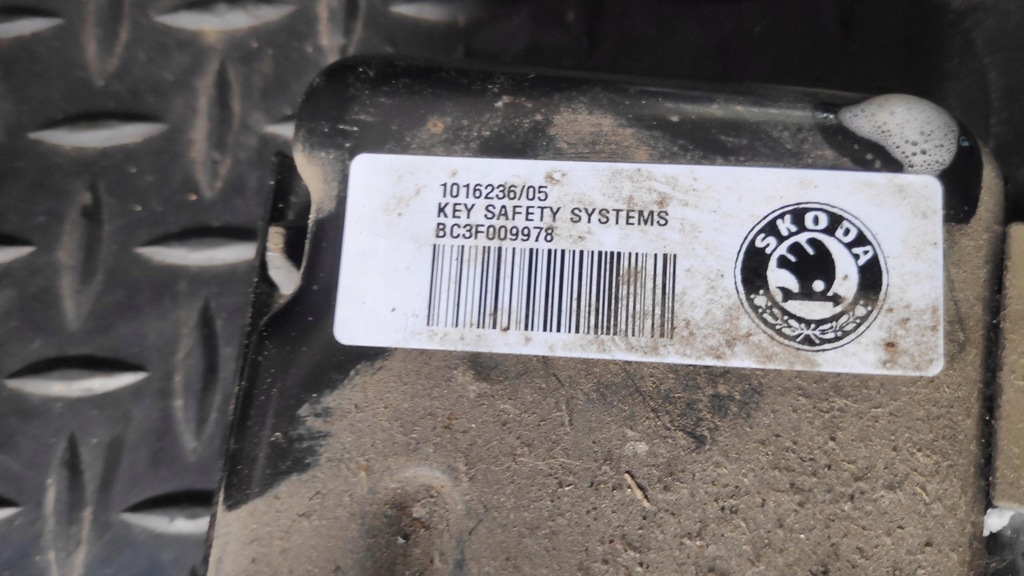 1016236/05
KEY SAFETY SYSTEMS
BC3F009978
SKODA